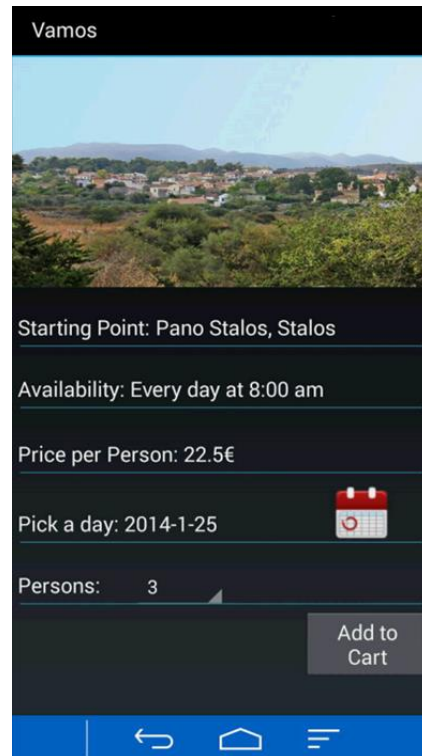 Vamos
Starting Point: Pano Stalos, Stalos
Availability: Every day at 8:00 am
Price per Person: 22.5€
Pick a day: 2014-1-25
Persons: 3
Add to
Cart